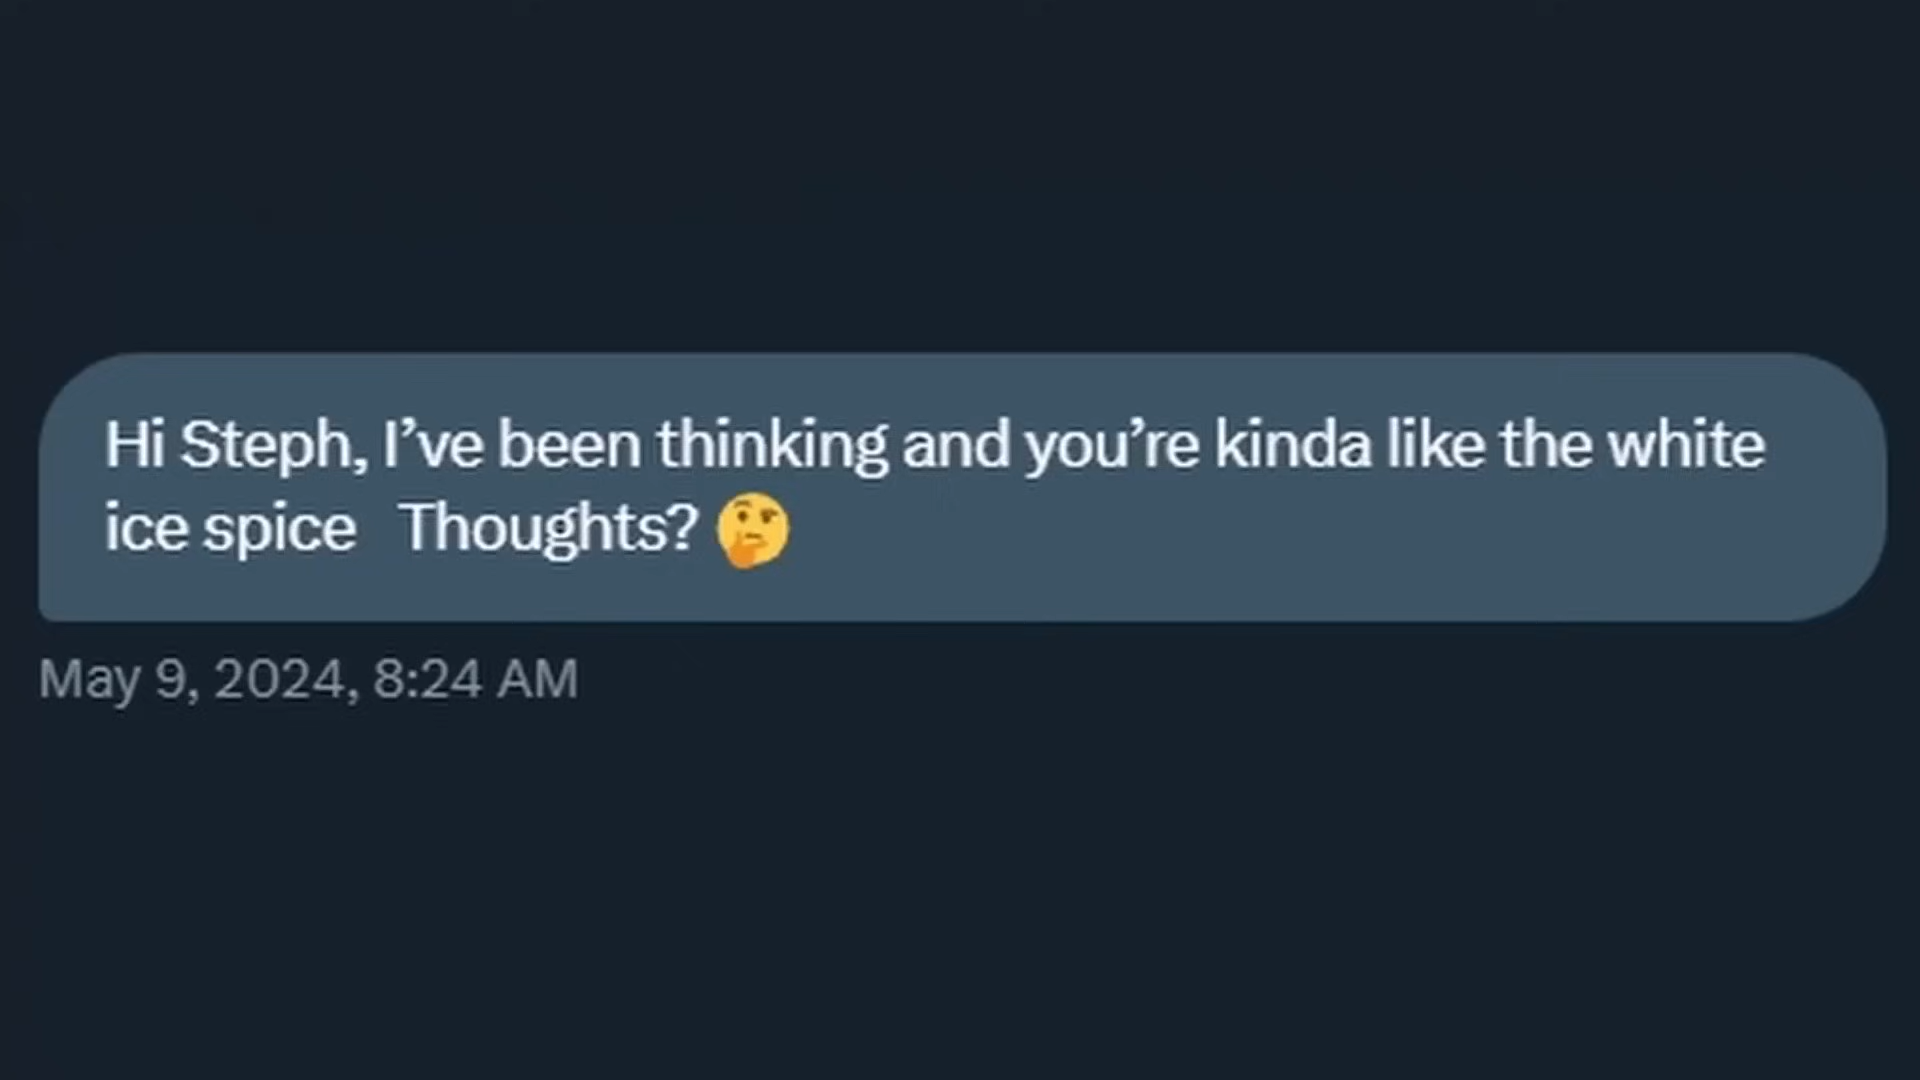 Hi Steph, I’ve been thinking and you’re kinda like the white
ice spice   Thoughts? 🤔
May 9, 2024, 8:24 AM